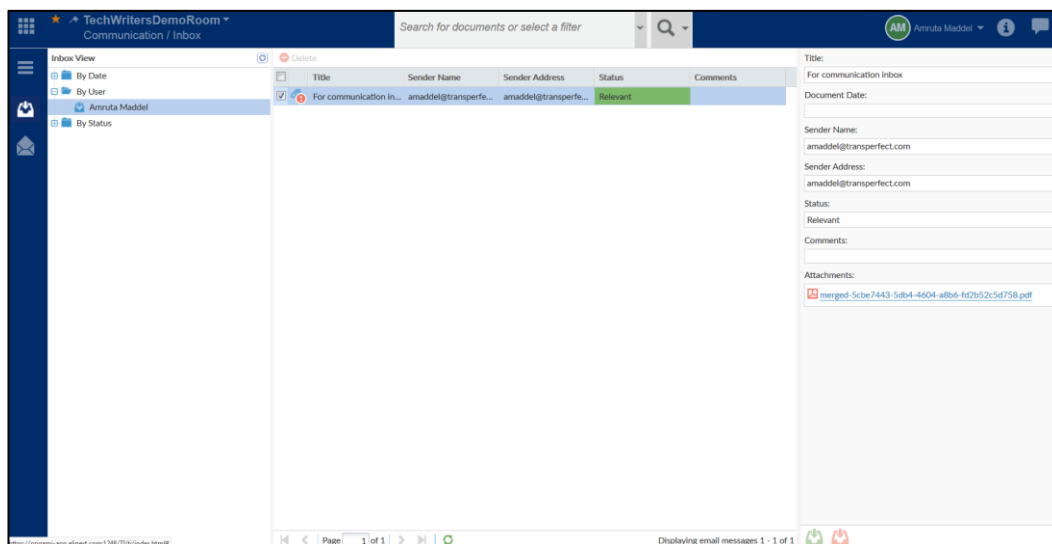 TechWritersDemoRoom
Communication / Inbox
Search for documents or select a filter
AM
Amruta Maddel
Inbox View
By Date
By User
Amruta Maddel
By Status
Delete
Title Sender Name Sender Address Status Comments
For communication in... amaddel@transperfe... amaddel@transperfe... Relevant
Title:
For communication inbox
Document Date:
Sender Name:
amaddel@transperfect.com
Sender Address:
amaddel@transperfect.com
Status:
Relevant
Comments:
Attachments:
merged-5cbe7443-5db4-4604-a8b6-fd2b52c5d758.pdf
Page 1 of 1
Displaying email messages 1 - 1 of 1